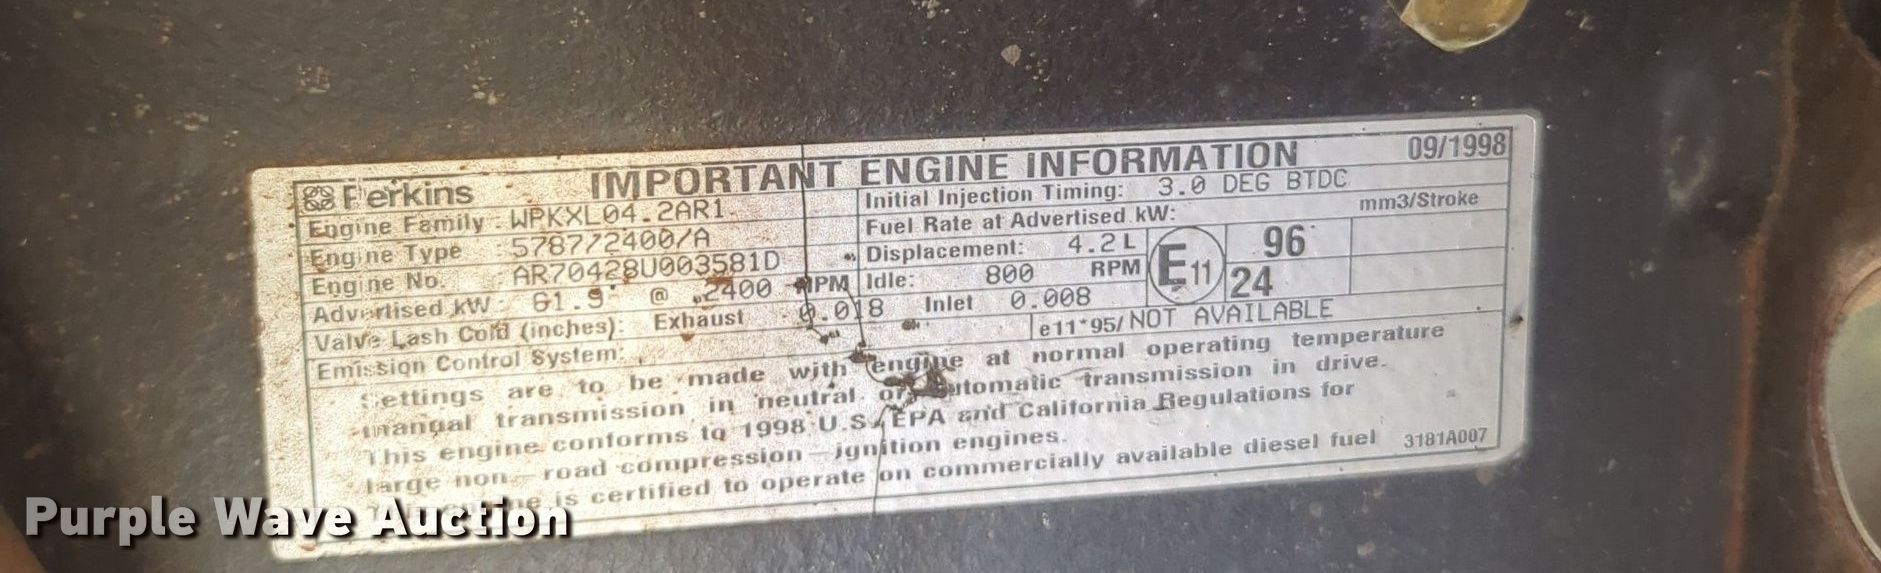 Perkins IMPORTANT ENGINE INFORMATION 09/1998
Engine Family WPKXL04.2AR1 Initial Injection Timing: 3.0 DEG BTDC
Engine Type 5787/2400/A Fuel Rate at Advertised kW: mm3/Stroke
Engine No. AR70428U003581D Displacement: 4.2 L E11 96
Advertised kW 61.9 @ 2400 RPM Idle: 800 RPM 24
Valve Lash Cold (inches): Exhaust 0.018 Inlet 0.008
Emission Control System: e11*95/ NOT AVAILABLE
Settings are to be made with engine at normal operating temperature
manual transmission in neutral or automatic transmission in drive.
This engine conforms to 1998 U.S. EPA and California Regulations for
large non-road compression-ignition engines.
is certified to operate on commercially available diesel fuel 3181A007
Purple Wave Auction